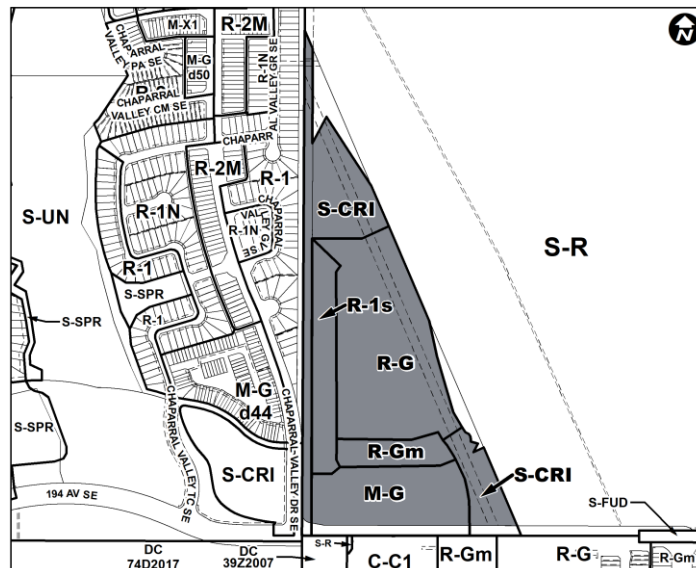 M-X1
R-2M
N
CHAPARRAL
VALLEY
PA SE
M-G
d50
R-1N
CHAPARRAL
VALLEY CM SE
AL VALLEY GR SE
CHAPARR
R-2M
R-1
S-CRI
S-UN
R-1N
CHAPARRAL
VALLEY
R-1N
SE
S-R
R-1
S-SPR
R-1s
S-SPR
R-1
R-G
M-G
d44
R-Gm
S-SPR
CHAPARRAL VALLEY TC SE
CHAPARRAL VALLEY DR SE
S-CRI
S-CRI
M-G
194 AV SE
S-FUD
DC
74D2017
DC
39Z2007
S-R
C-C1
R-Gm
R-G
R-Gm